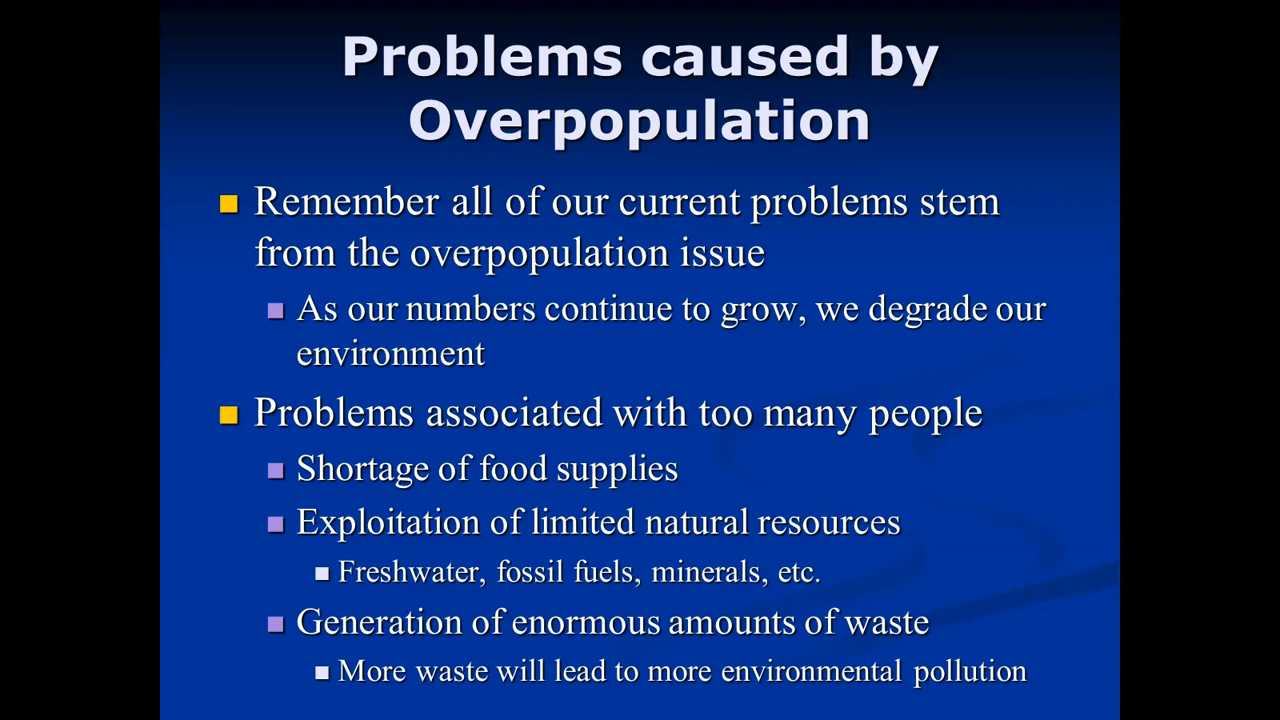 Problems caused by
Overpopulation
Remember all of our current problems stem
from the overpopulation issue
As our numbers continue to grow, we degrade our
environment
Problems associated with too many people
Shortage of food supplies
Exploitation of limited natural resources
Freshwater, fossil fuels, minerals, etc.
Generation of enormous amounts of waste
More waste will lead to more environmental pollution